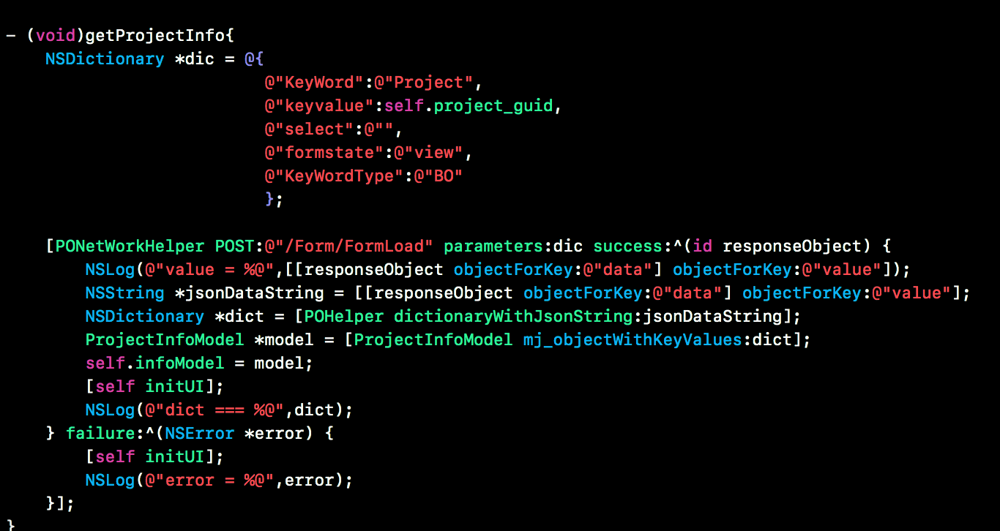 - (void)getProjectInfo{
    NSDictionary *dic = @{
                          @"KeyWord":@"Project",
                          @"keyvalue":self.project_guid,
                          @"select":@"",
                          @"formstate":@"view",
                          @"KeyWordType":@"BO"
                          };
    [PONetWorkHelper POST:@"/Form/FormLoad" parameters:dic success:^(id responseObject) {
        NSLog(@"value = %@",[[responseObject objectForKey:@"data"] objectForKey:@"value"]);
        NSString *jsonDataString = [[responseObject objectForKey:@"data"] objectForKey:@"value"];
        NSDictionary *dict = [POHelper dictionaryWithJsonString:jsonDataString];
        ProjectInfoModel *model = [ProjectInfoModel mj_objectWithKeyValues:dict];
        self.infoModel = model;
        [self initUI];
        NSLog(@"dict === %@",dict);
    } failure:^(NSError *error) {
        [self initUI];
        NSLog(@"error = %@",error);
    }];
}